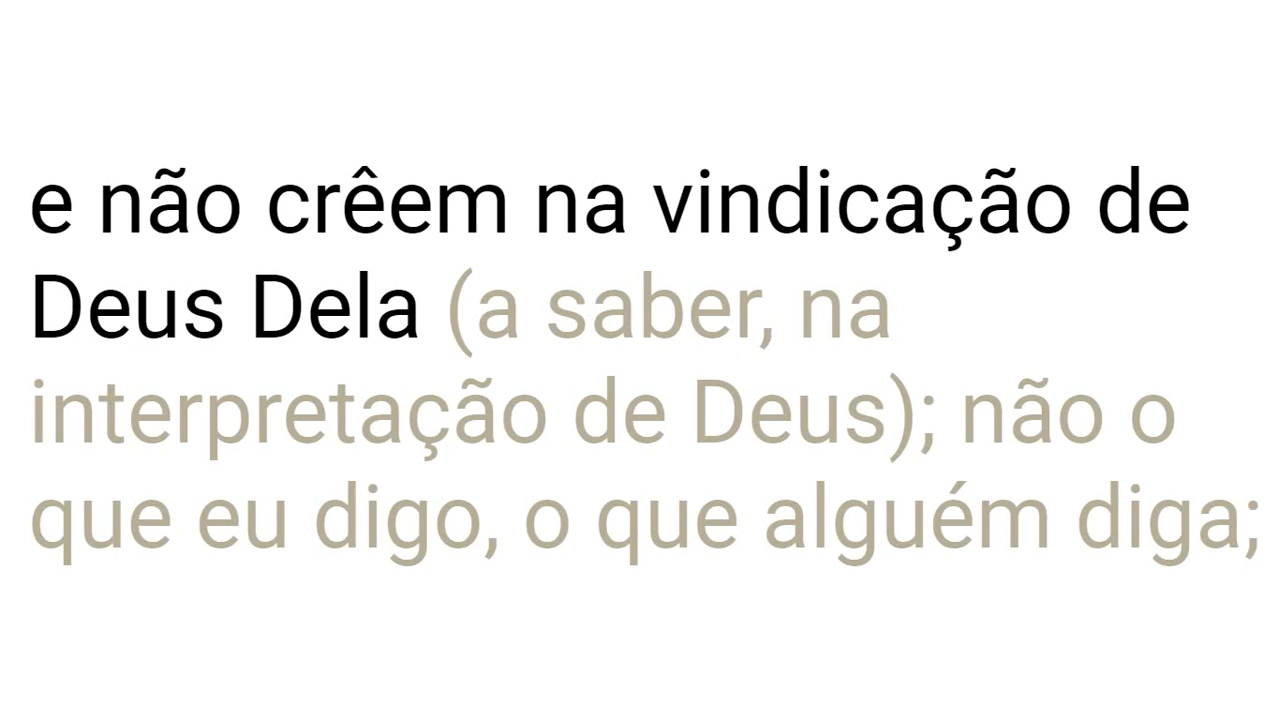 e não crêem na vindicação de
Deus Dela (a saber, na
interpretação de Deus); não o
que eu digo, o que alguém diga;